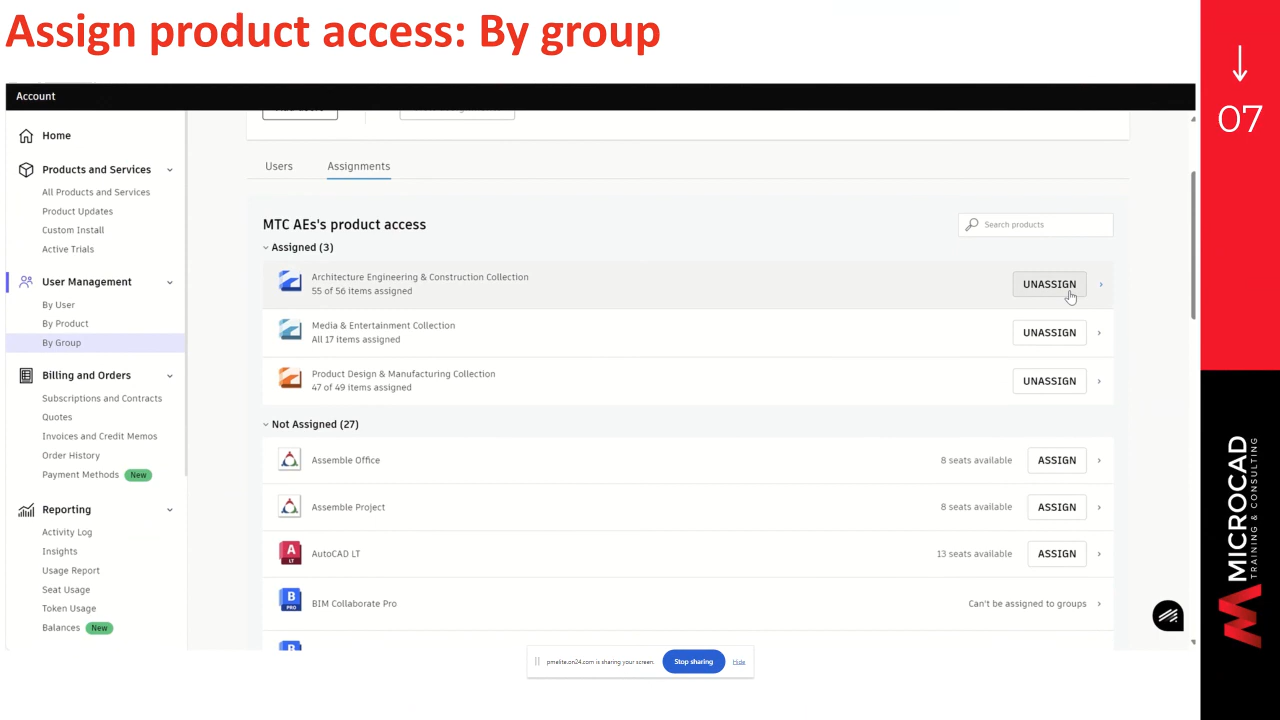 Assign product access: By group
07
Account
Home
Products and Services
All Products and Services
Product Updates
Custom Install
Active Trials
User Management
By User
By Product
By Group
Billing and Orders
Subscriptions and Contracts
Quotes
Invoices and Credit Memos
Order History
Payment Methods New
Reporting
Activity Log
Insights
Usage Report
Seat Usage
Token Usage
Balances New
Users Assignments
MTC AEs's product access
Search products
Assigned (3)
Architecture Engineering & Construction Collection
55 of 56 items assigned
UNASSIGN
Media & Entertainment Collection
All 17 items assigned
UNASSIGN
Product Design & Manufacturing Collection
47 of 49 items assigned
UNASSIGN
Not Assigned (27)
Assemble Office 8 seats available ASSIGN
Assemble Project 8 seats available ASSIGN
A LT AutoCAD LT 13 seats available ASSIGN
B PRO BIM Collaborate Pro Can't be assigned to groups
pmalite.on24.com is sharing your screen. Stop sharing Hide
MICROCAD
TRAINING & CONSULTING